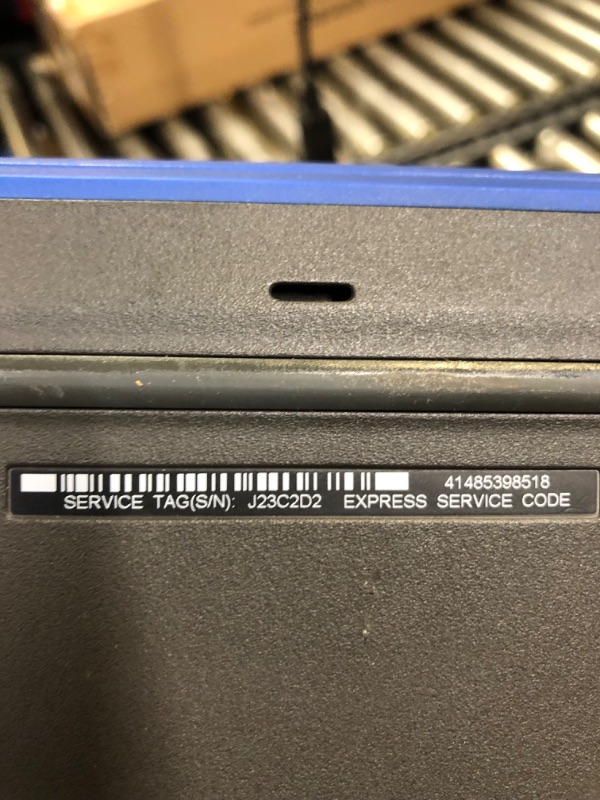 41485398518
SERVICE TAG(S/N): J23C2D2 EXPRESS SERVICE CODE